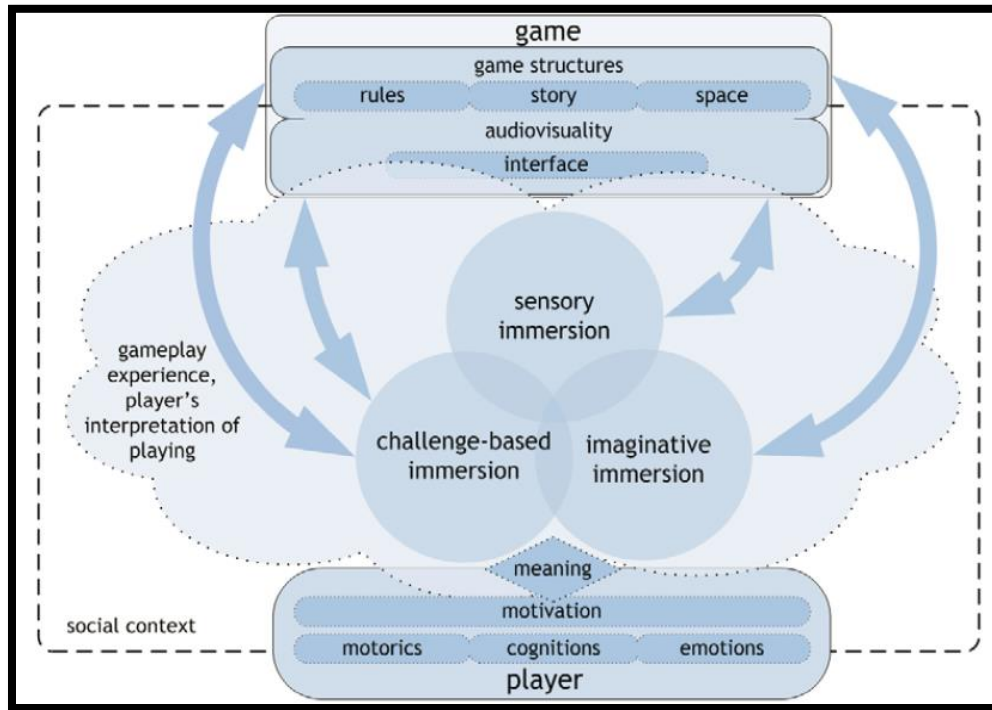 game
game structures
rules story space
audiovisuality
interface
sensory
immersion
gameplay
experience,
player's
interpretation of
playing
challenge-based
immersion
imaginative
immersion
meaning
motivation
social context
motorics cognitions emotions
player